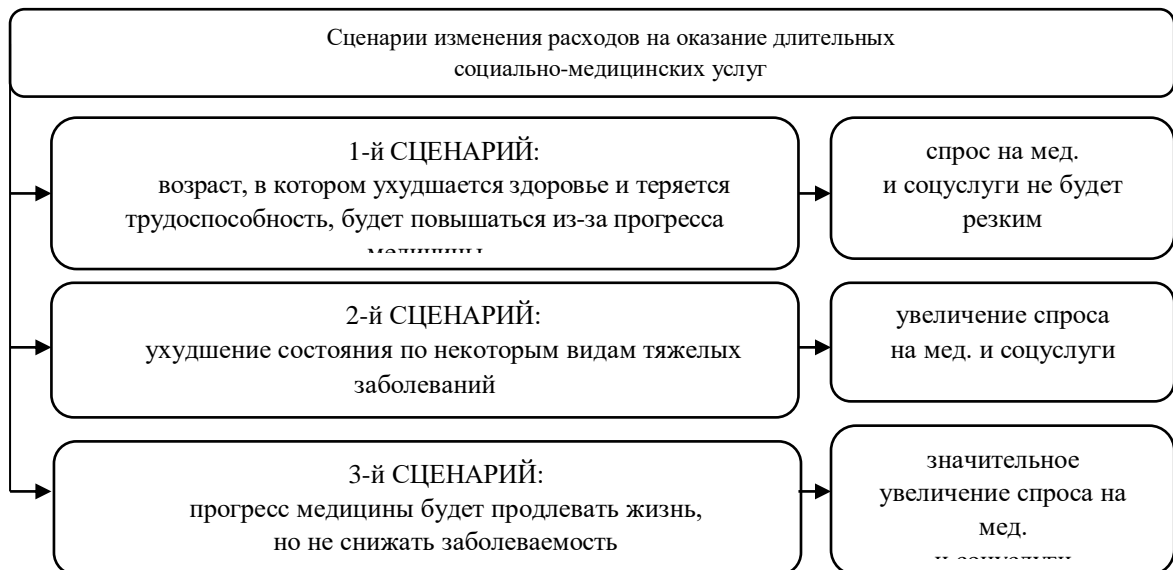 Сценарии изменения расходов на оказание длительных
социально-медицинских услуг
1-й СЦЕНАРИЙ:
возраст, в котором ухудшается здоровье и теряется
трудоспособность, будет повышаться из-за прогресса
медицины
спрос на мед.
и соцуслуги не будет
резким
2-й СЦЕНАРИЙ:
ухудшение состояния по некоторым видам тяжелых
заболеваний
увеличение спроса
на мед. и соцуслуги
3-й СЦЕНАРИЙ:
прогресс медицины будет продлевать жизнь,
но не снижать заболеваемость
значительное
увеличение спроса на
мед.
и соцуслуги